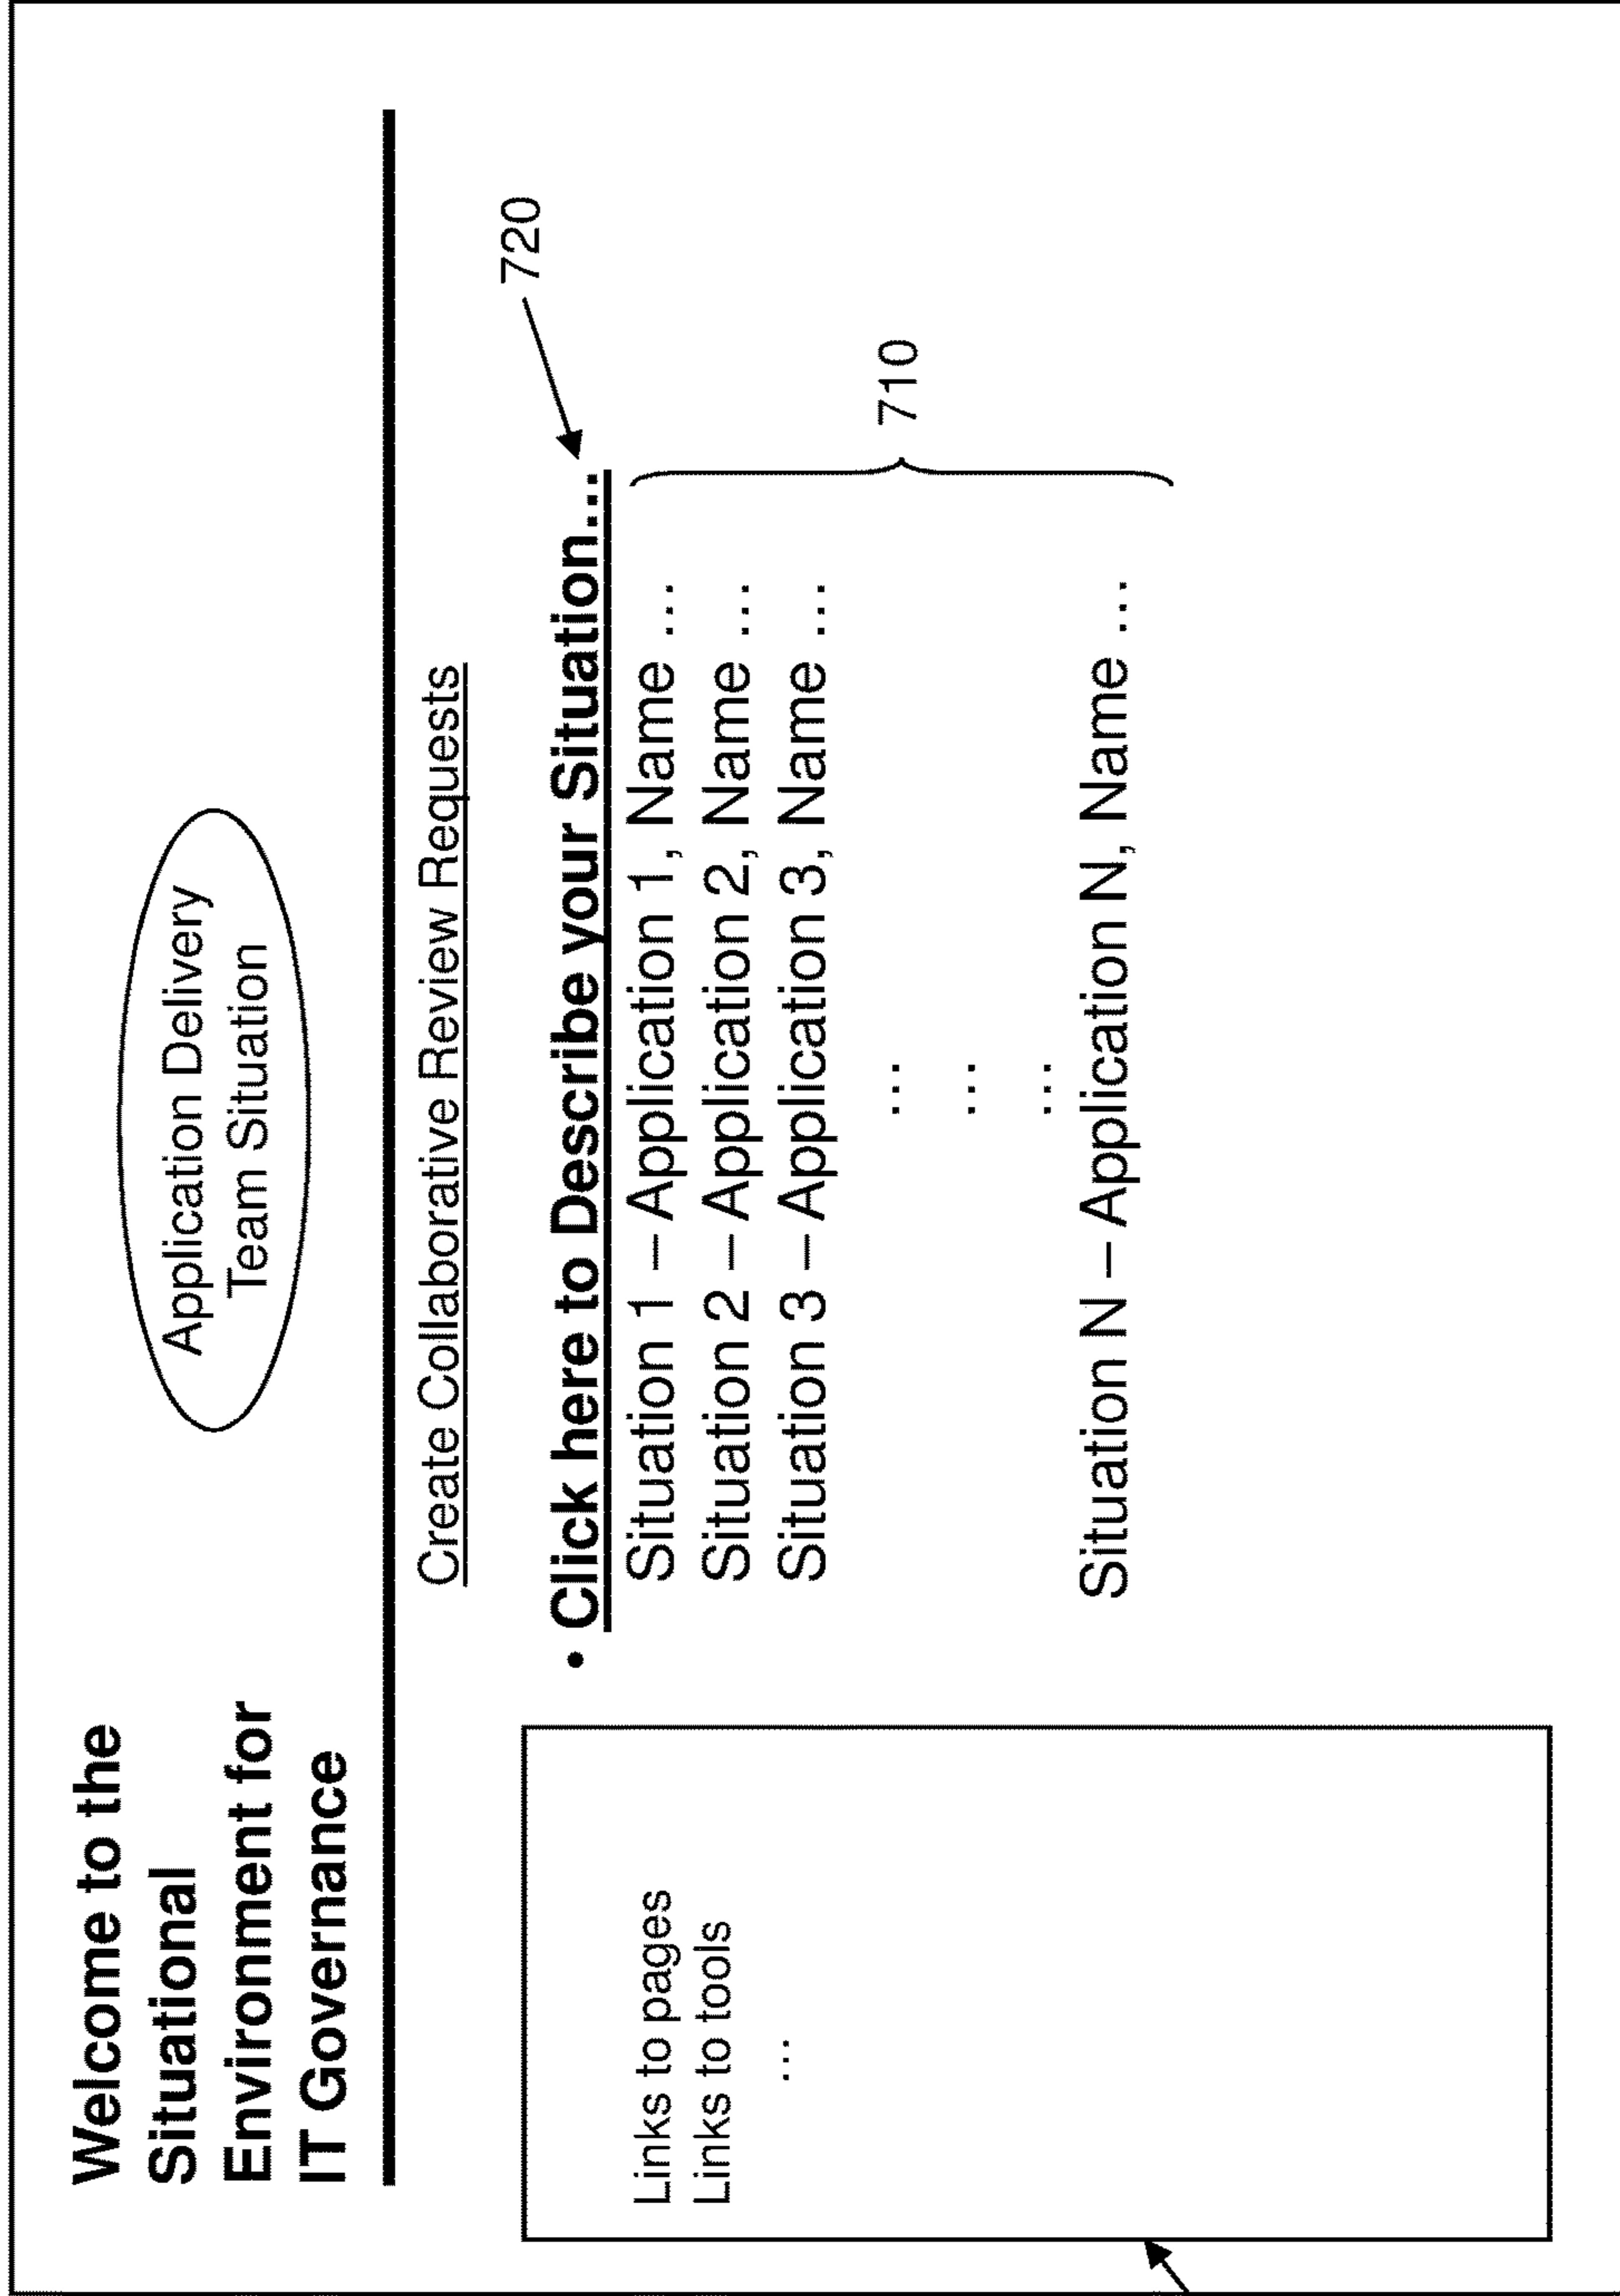 Welcome to the
Situational
Environment for
IT Governance
Application Delivery
Team Situation
Create Collaborative Review Requests
• Click here to Describe your Situation...
720
Situation 1 – Application 1, Name ...
Situation 2 – Application 2, Name ...
Situation 3 – Application 3, Name ...
...
...
...
Situation N – Application N, Name ...
710
Links to pages
Links to tools
...